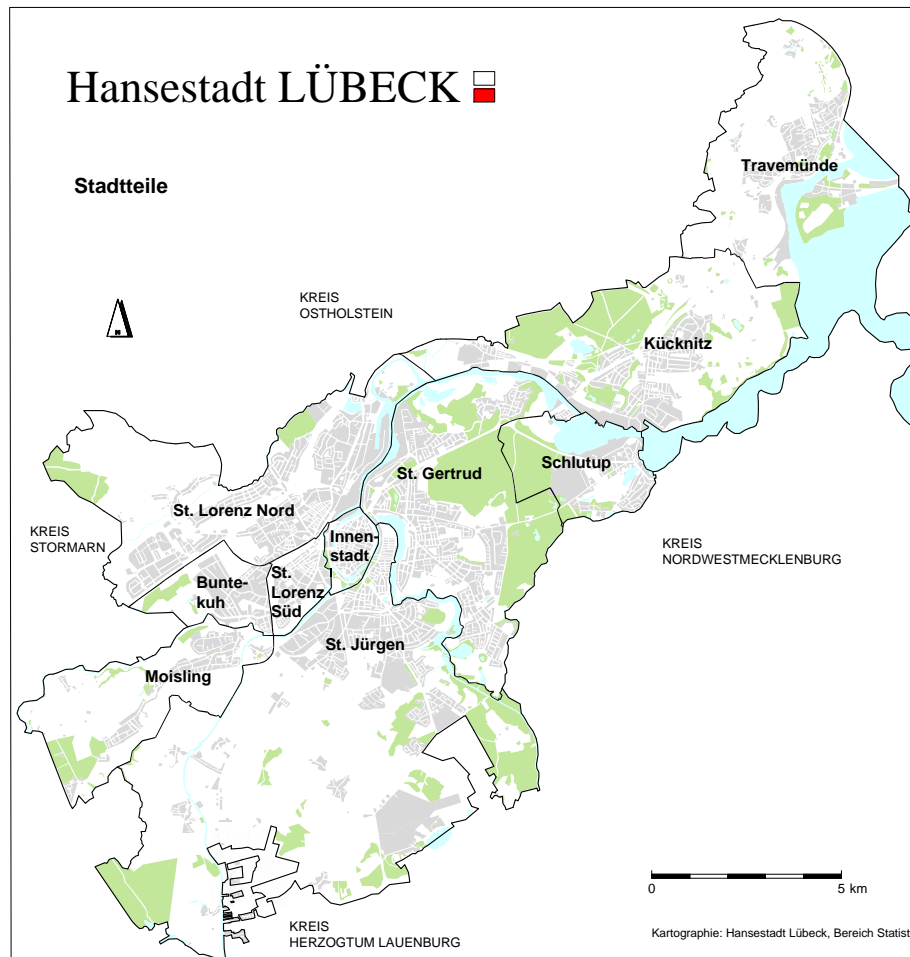 Hansestadt LÜBECK
Stadtteile
Travemünde
KREIS
OSTHOLSTEIN
Kücknitz
St. Gertrud
Schlutup
St. Lorenz Nord
KREIS
STORMARN
Innen-
stadt
KREIS
NORDWESTMECKLENBURG
Bunte-
kuh
St.
Lorenz
Süd
St. Jürgen
Moisling
0 5 km
KREIS
HERZOGTUM LAUENBURG
Kartographie: Hansestadt Lübeck, Bereich Statist